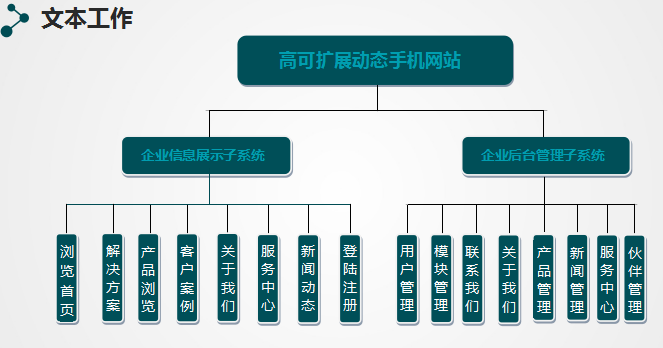 文本工作
高可扩展动态手机网站
企业信息展示子系统
企业后台管理子系统
浏览首页
解决方案
产品浏览
客户案例
关于我们
服务中心
新闻动态
登陆注册
用户管理
模块管理
联系我们
关于我们
产品管理
新闻管理
服务中心
伙伴管理